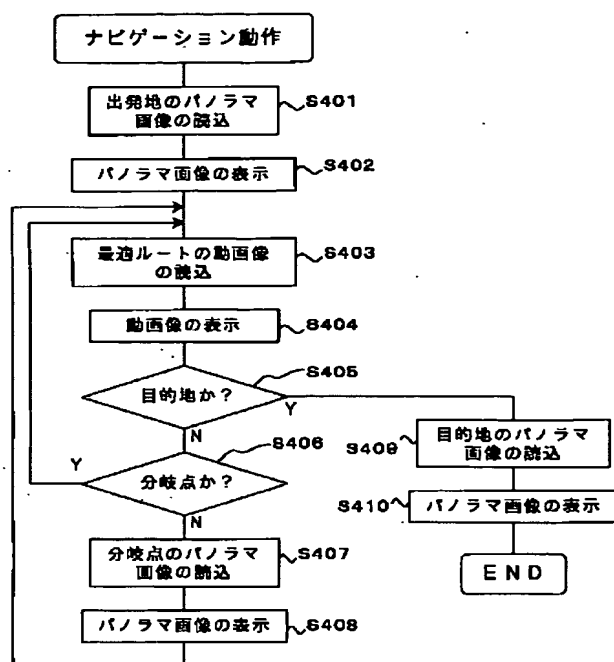 ナビゲーション動作
出発地のパノラマ
画像の読込
S401
パノラマ画像の表示
S402
最適ルートの動画像
の読込
S403
動画像の表示
S404
目的地か?
S405
Y
N
分岐点か?
S406
Y
N
分岐点のパノラマ
画像の読込
S407
パノラマ画像の表示
S408
目的地のパノラマ
画像の読込
S409
パノラマ画像の表示
S410
END